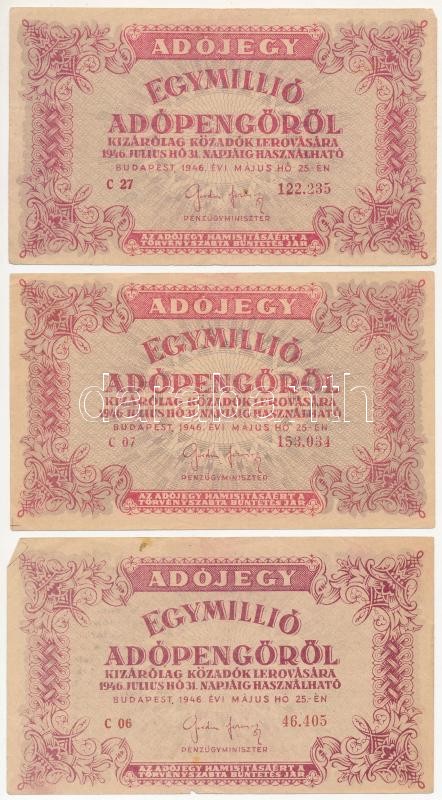 ADÓJEGY
EGYMILLIÓ
ADÓPENGŐRŐL
KIZÁRÓLAG KÖZADÓK LEROVÁSÁRA
1946. JULIUS HÓ 31. NAPJÁIG HASZNÁLHATÓ
BUDAPEST, 1946. ÉVI MÁJUS HÓ 25-ÉN
C 27 122.235
PÉNZÜGYMINISZTER
AZ ADÓJEGY HAMISITÁSÁÉRT A
TÖRVÉNYSZABTA BÜNTETÉS JÁR
ADÓJEGY
EGYMILLIÓ
ADÓPENGŐRŐL
KIZÁRÓLAG KÖZADÓK LEROVÁSÁRA
1946. JULIUS HÓ 31. NAPJÁIG HASZNÁLHATÓ
BUDAPEST, 1946. ÉVI MÁJUS HÓ 25-ÉN
C 07 153.034
PÉNZÜGYMINISZTER
AZ ADÓJEGY HAMISITÁSÁÉRT A
TÖRVÉNYSZABTA BÜNTETÉS JÁR
ADÓJEGY
EGYMILLIÓ
ADÓPENGŐRŐL
KIZÁRÓLAG KÖZADÓK LEROVÁSÁRA
1946. JULIUS HÓ 31. NAPJÁIG HASZNÁLHATÓ
BUDAPEST, 1946. ÉVI MÁJUS HÓ 25-ÉN
C 06 46.405
PÉNZÜGYMINISZTER
AZ ADÓJEGY HAMISITÁSÁÉRT A
TÖRVÉNYSZABTA BÜNTETÉS JÁR